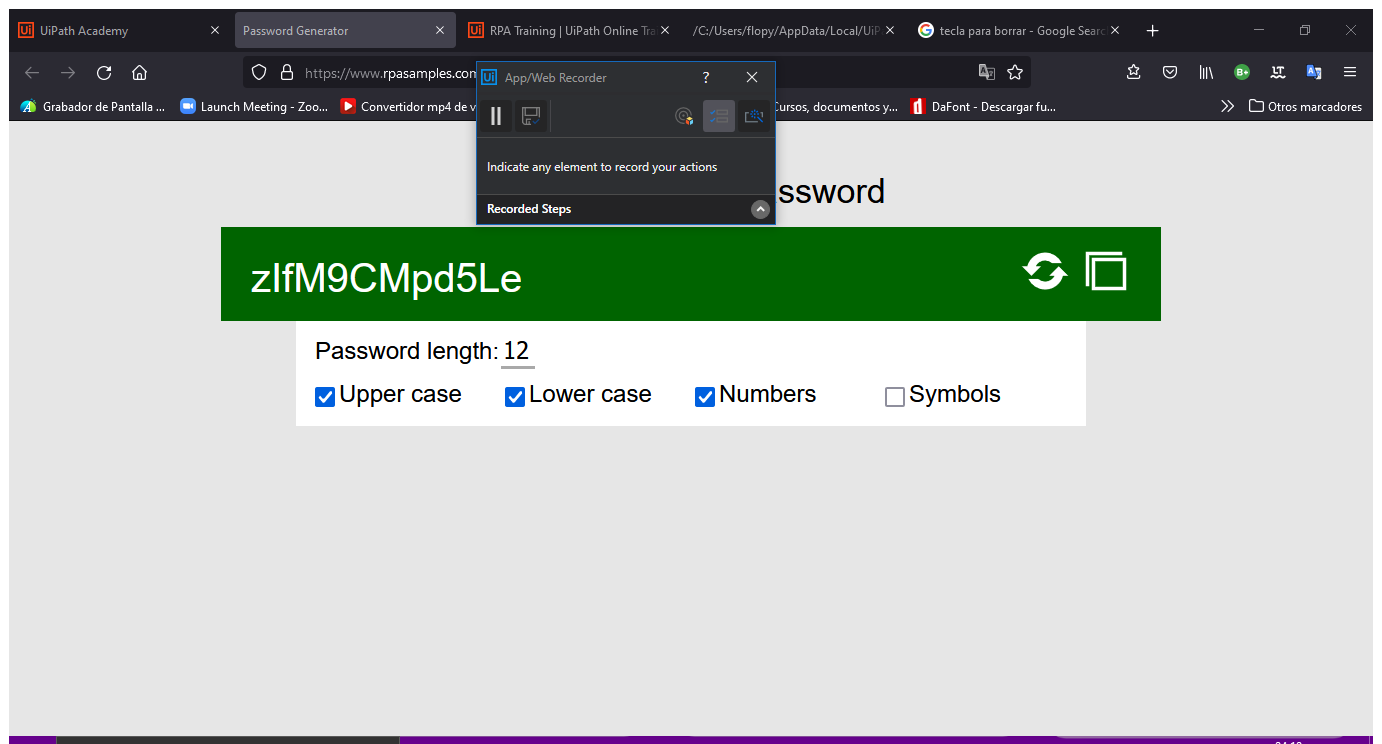 UiPath Academy
Password Generator
RPA Training | UiPath Online Tra
/C:/Users/flopy/AppData/Local/UiP
tecla para borrar - Google Searc
https://www.rpasamples.com
Grabador de Pantalla ...
Launch Meeting - Zoo...
Convertidor mp4 de v
Cursos, documentos y...
DaFont - Descargar fu...
Otros marcadores
App/Web Recorder
?
Indicate any element to record your actions
Recorded Steps
ssword
zIfM9CMpd5Le
Password length: 12
Upper case Lower case Numbers Symbols